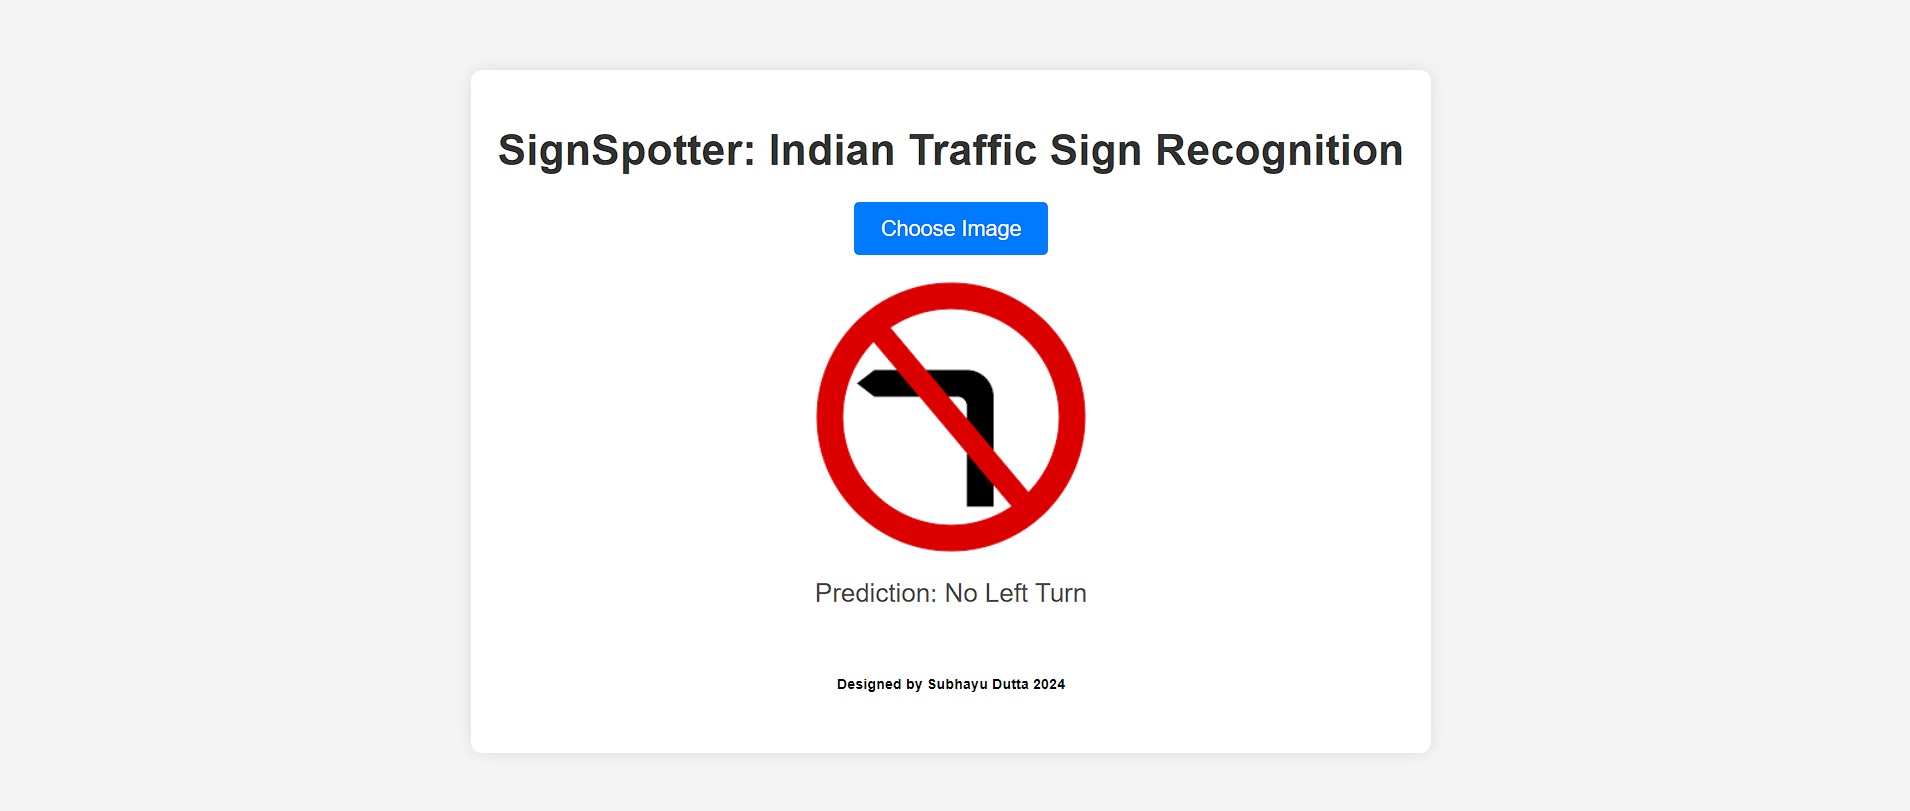 SignSpotter: Indian Traffic Sign Recognition
Choose Image
Prediction: No Left Turn
Designed by Subhayu Dutta 2024